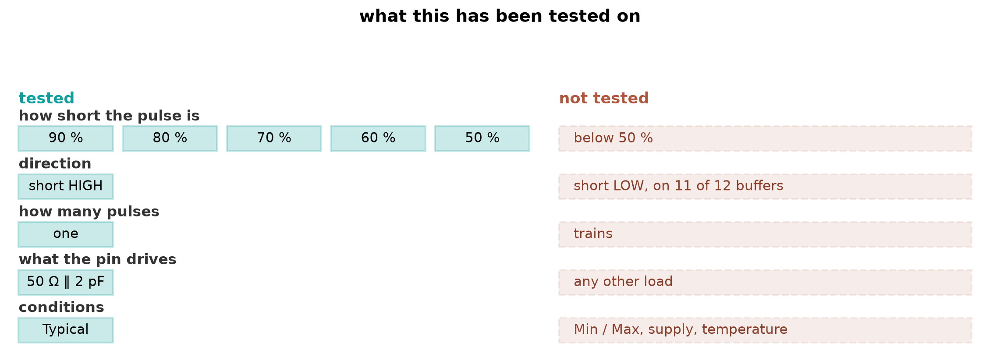 what this has been tested on
tested
not tested
how short the pulse is
90 %
80 %
70 %
60 %
50 %
below 50 %
direction
short HIGH
short LOW, on 11 of 12 buffers
how many pulses
one
trains
what the pin drives
50 Ω ∥ 2 pF
any other load
conditions
Typical
Min / Max, supply, temperature